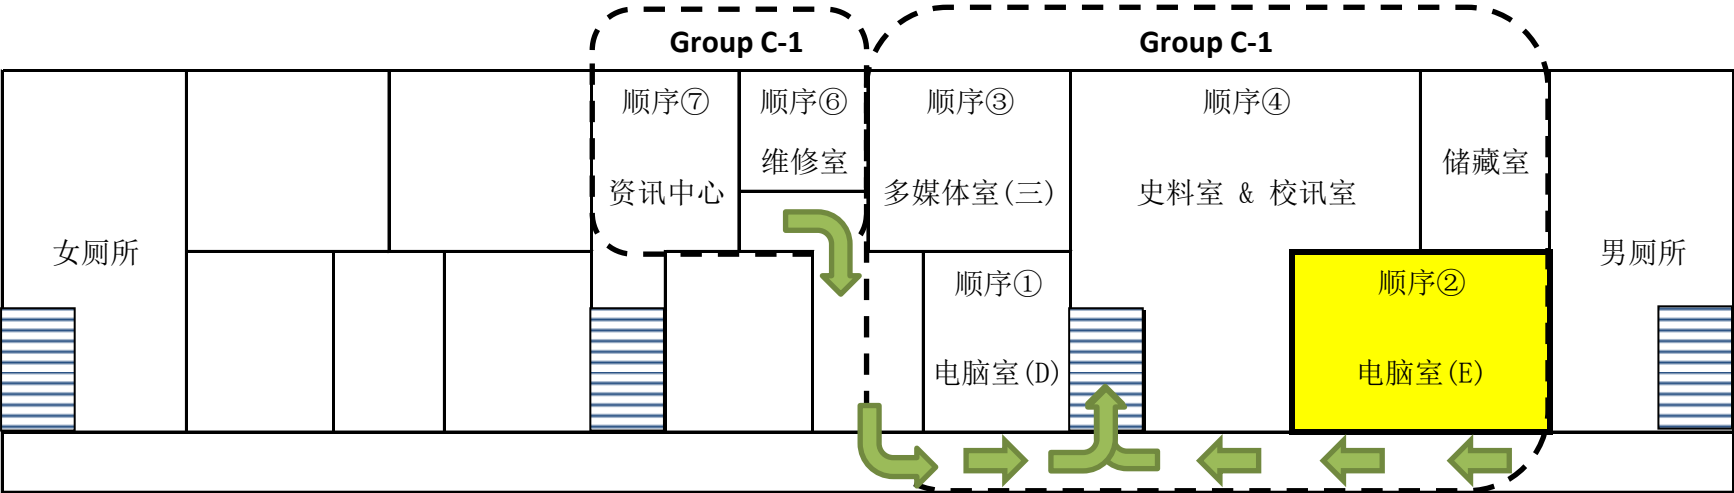 Group C-1
Group C-1
顺序⑦
顺序⑥
顺序③
顺序④
维修室
储藏室
资讯中心
多媒体室(三)
史料室 & 校讯室
女厕所
男厕所
顺序①
顺序②
电脑室(D)
电脑室(E)